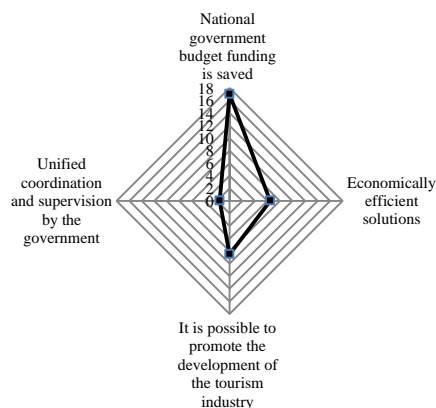 National
government
budget funding
is saved
18
16
14
12
10
8
6
4
2
0
Unified
coordination
and supervision
by the
government
Economically
efficient
solutions
It is possible to
promote the
development of
the tourism
industry